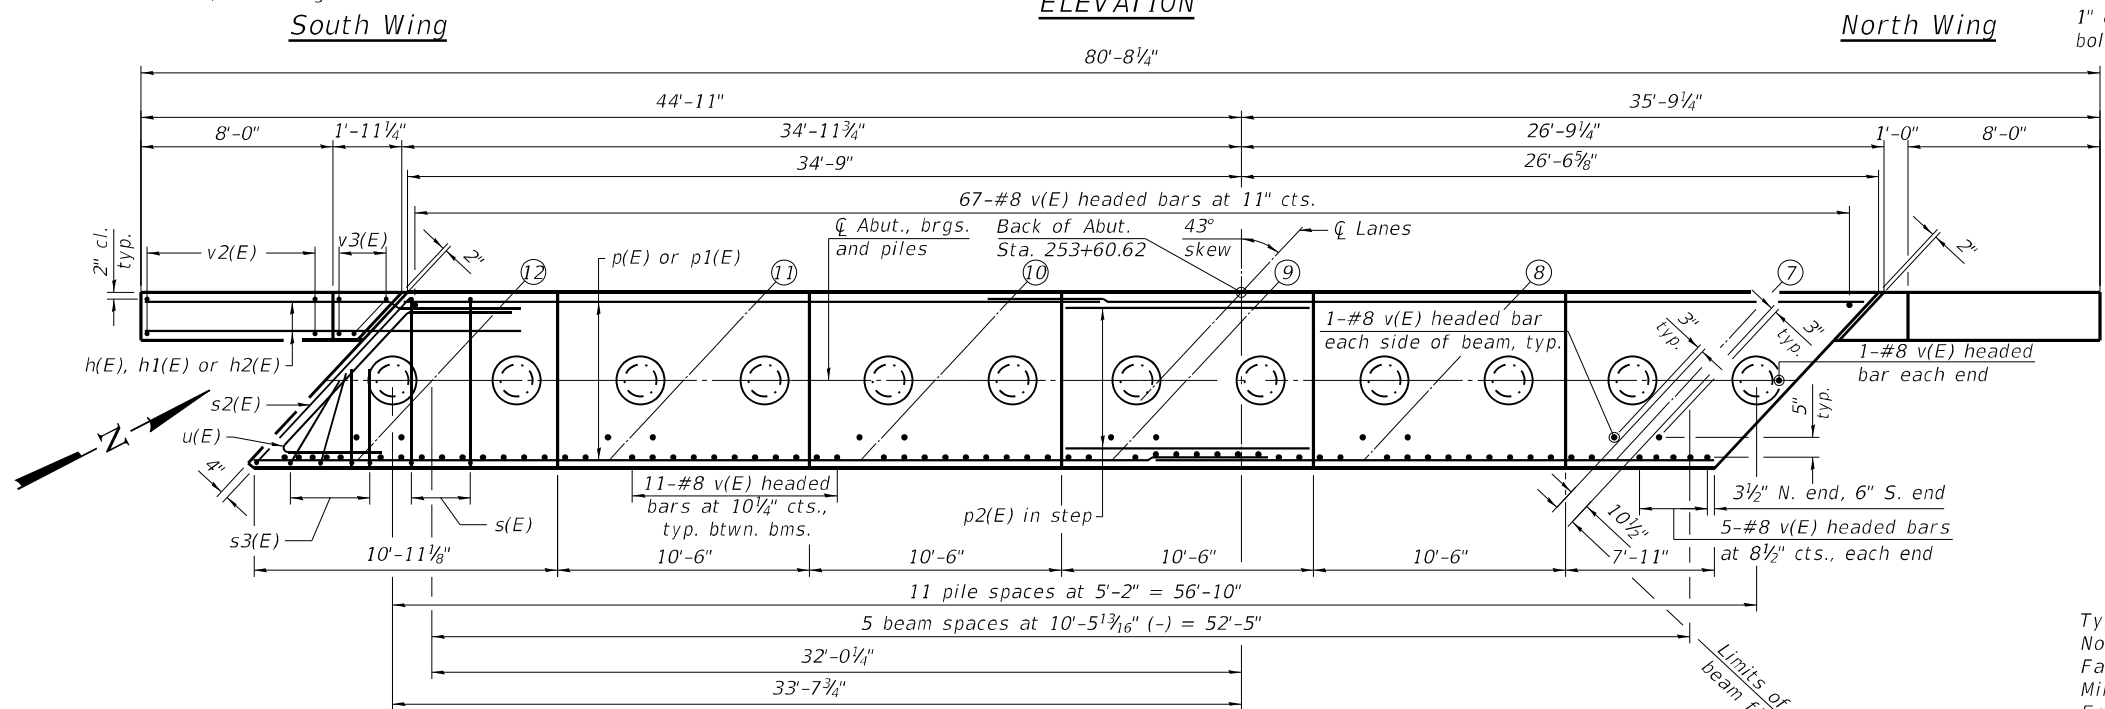 ELEVATION
South Wing
North Wing
1"
bol
80'-8¼"
44'-11"
35'-9¼"
8'-0"
1'-11¼"
34'-11¾"
26'-9¼"
1'-0"
8'-0"
34'-9"
26'-6⅝"
67-#8 v(E) headed bars at 11" cts.
2" cl.
typ.
v2(E)
v3(E)
2"
p(E) or p1(E)
℄ Abut., brgs.
and piles
Back of Abut.
Sta. 253+60.62
43°
skew
℄ Lanes
2"
12
11
10
9
8
7
1-#8 v(E) headed bar
each side of beam, typ.
3"
typ.
3"
typ.
1-#8 v(E) headed
bar each end
h(E), h1(E) or h2(E)
s2(E)
u(E)
N
4"
5"
typ.
s3(E)
s(E)
11-#8 v(E) headed
bars at 10¼" cts.,
typ. btwn. bms.
p2(E) in step
3½" N. end, 6" S. end
10½"
5-#8 v(E) headed bars
at 8½" cts., each end
10'-11⅛"
10'-6"
10'-6"
10'-6"
10'-6"
7'-11"
11 pile spaces at 5'-2" = 56'-10"
5 beam spaces at 10'-5¹³⁄₁₆" (-) = 52'-5"
32'-0¼"
33'-7¾"
Limits of
beam
Ty
No
Fa
Mi